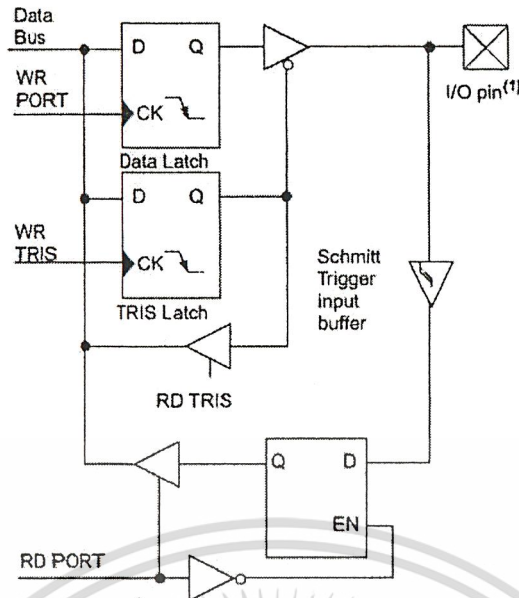 Data
Bus
D Q
WR
PORT
CK
I/O pin(1)
Data Latch
D Q
WR
TRIS
CK
TRIS Latch
Schmitt
Trigger
input
buffer
RD TRIS
Q D
EN
RD PORT